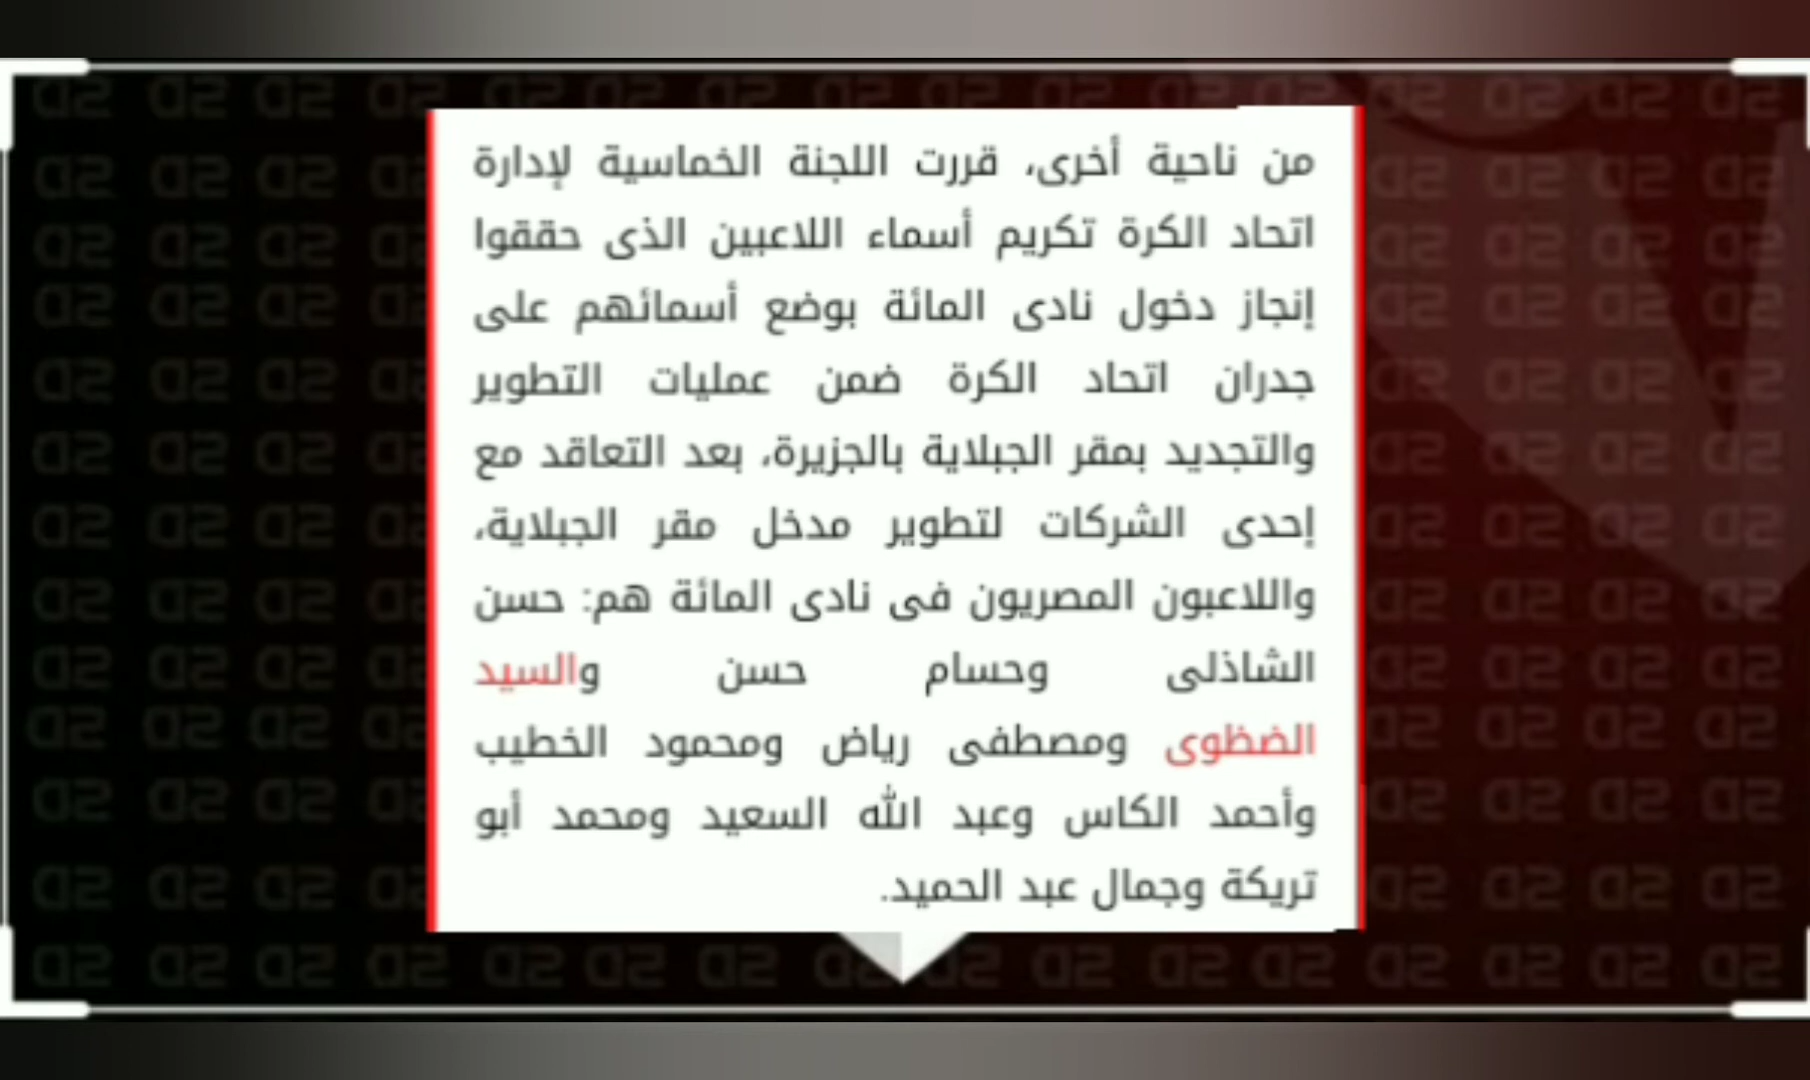 من ناحية أخرى، قررت اللجنة الخماسية لإدارة
اتحاد الكرة تكريم أسماء اللاعبين الذى حققوا
إنجاز دخول نادى المائة بوضع أسمائهم على
جدران اتحاد الكرة ضمن عمليات التطوير
والتجديد بمقر الجبلاية بالجزيرة، بعد التعاقد مع
إحدى الشركات لتطوير مدخل مقر الجبلاية،
واللاعبون المصريون فى نادى المائة هم: حسن
الشاذلى وحسام حسن والسيد
الضظوى ومصطفى رياض ومحمود الخطيب
وأحمد الكاس وعبد الله السعيد ومحمد أبو
تريكة وجمال عبد الحميد.